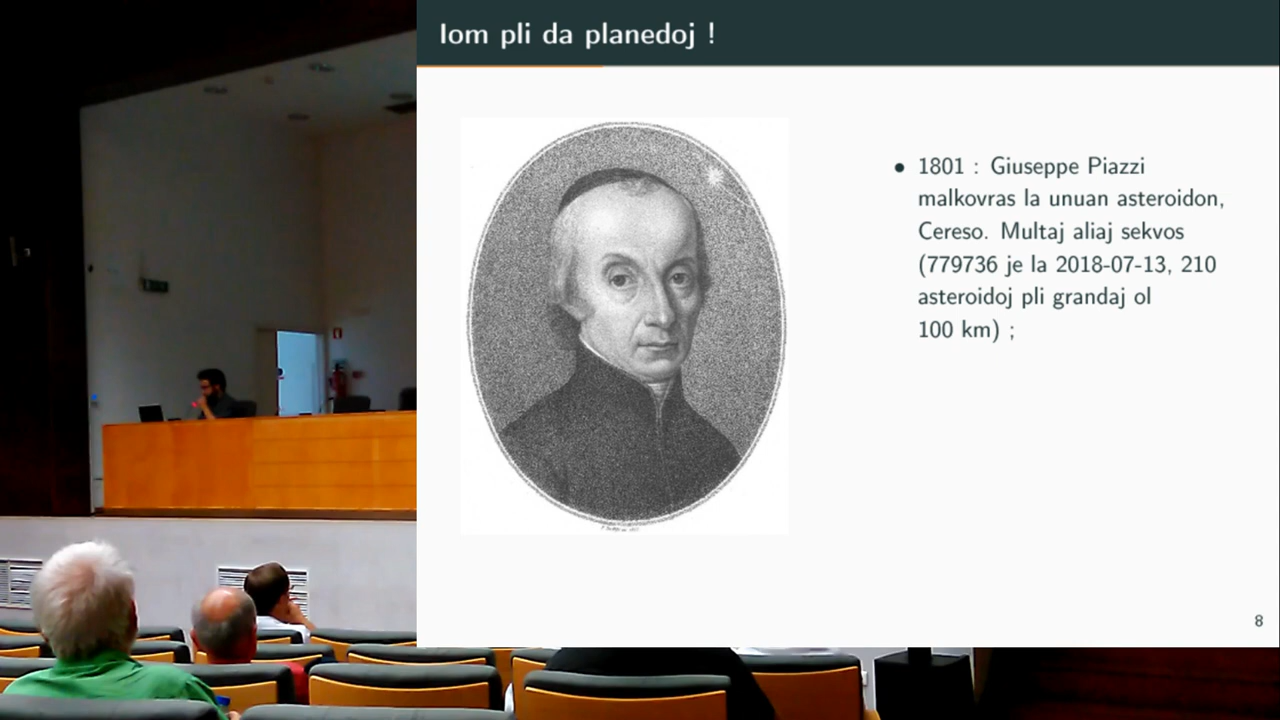 Iom pli da planedoj !
• 1801 : Giuseppe Piazzi
malkovras la unuan asteroidon,
Cereso. Multaj aliaj sekvos
(779736 je la 2018-07-13, 210
asteroidoj pli grandaj ol
100 km) ;
8